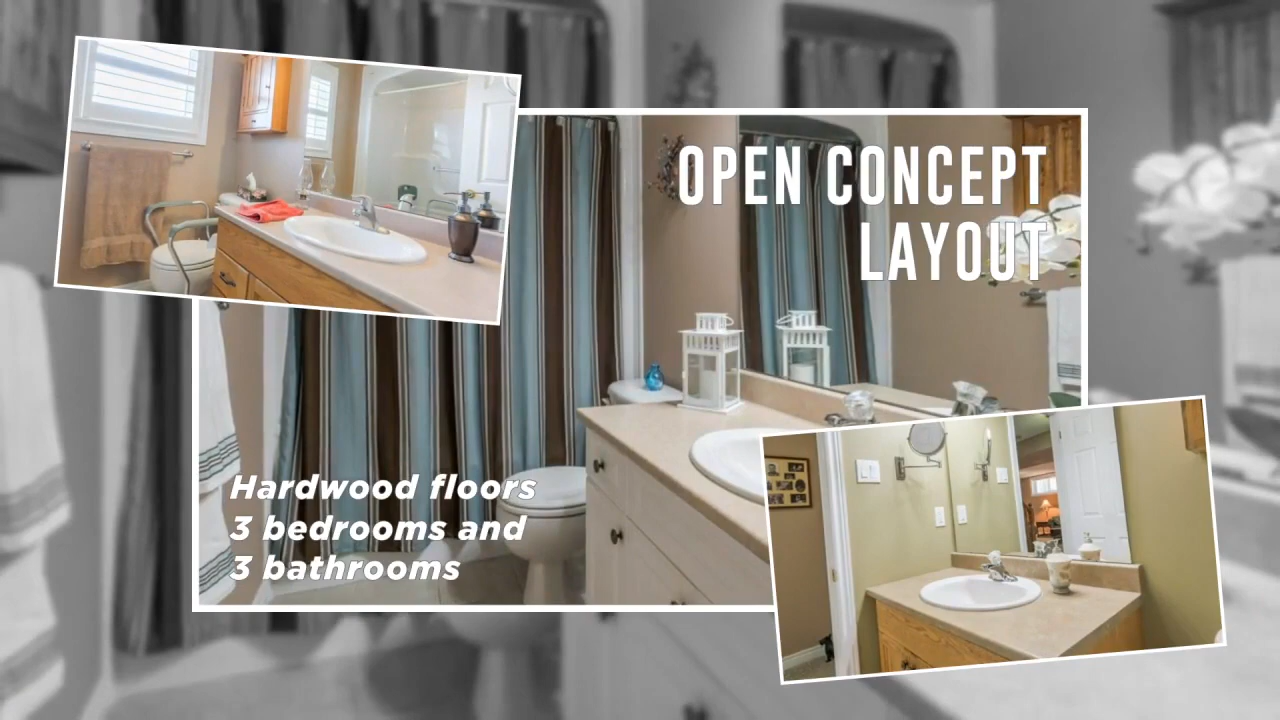 OPEN CONCEPT
LAYOUT
Hardwood floors
3 bedrooms and
3 bathrooms